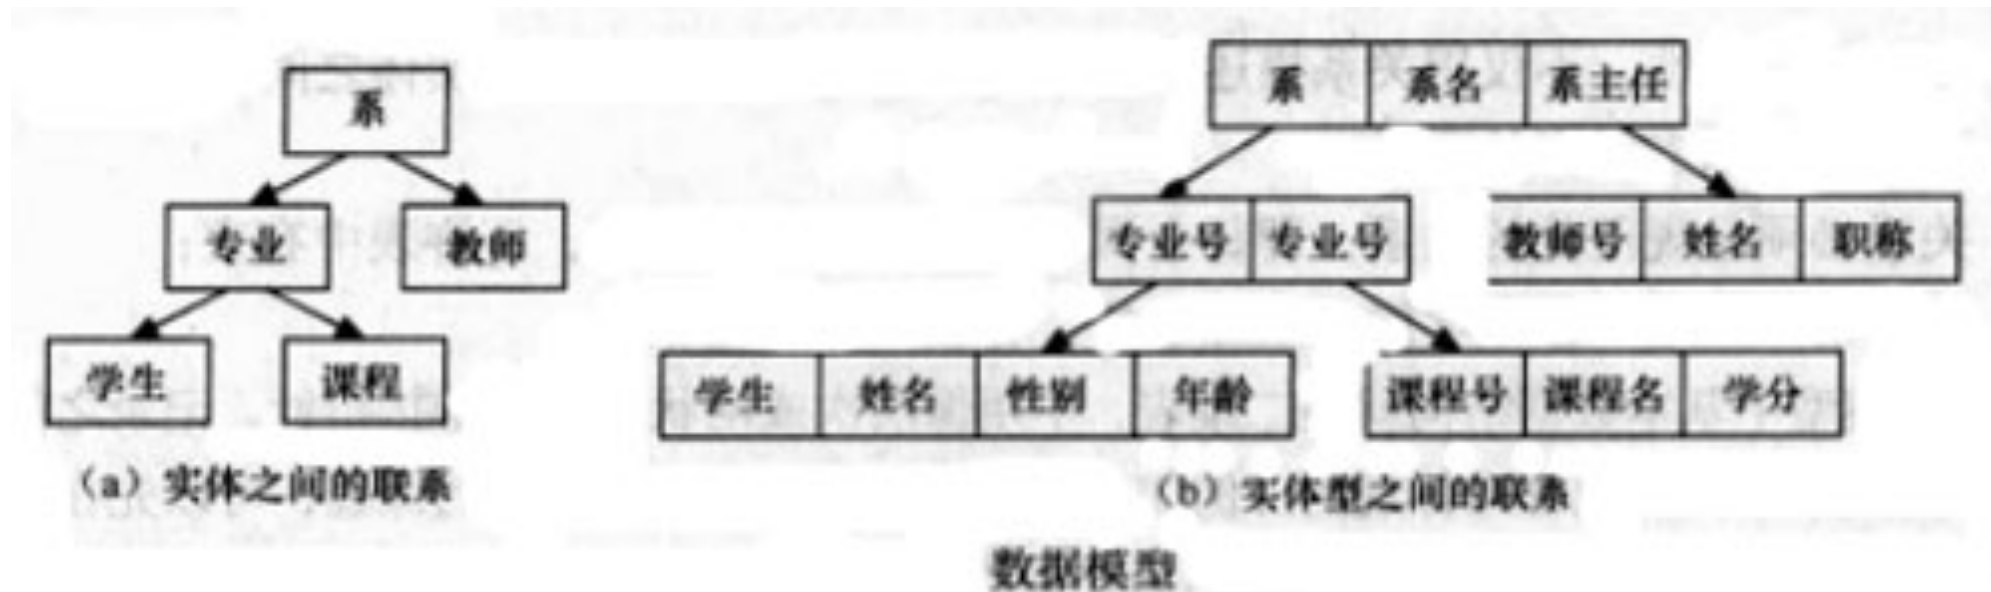 系
专业 教师
学生 课程
(a) 实体之间的联系
系 系名 系主任
专业号 专业号 教师号 姓名 职称
学生 姓名 性别 年龄 课程号 课程名 学分
(b) 实体型之间的联系
数据模型